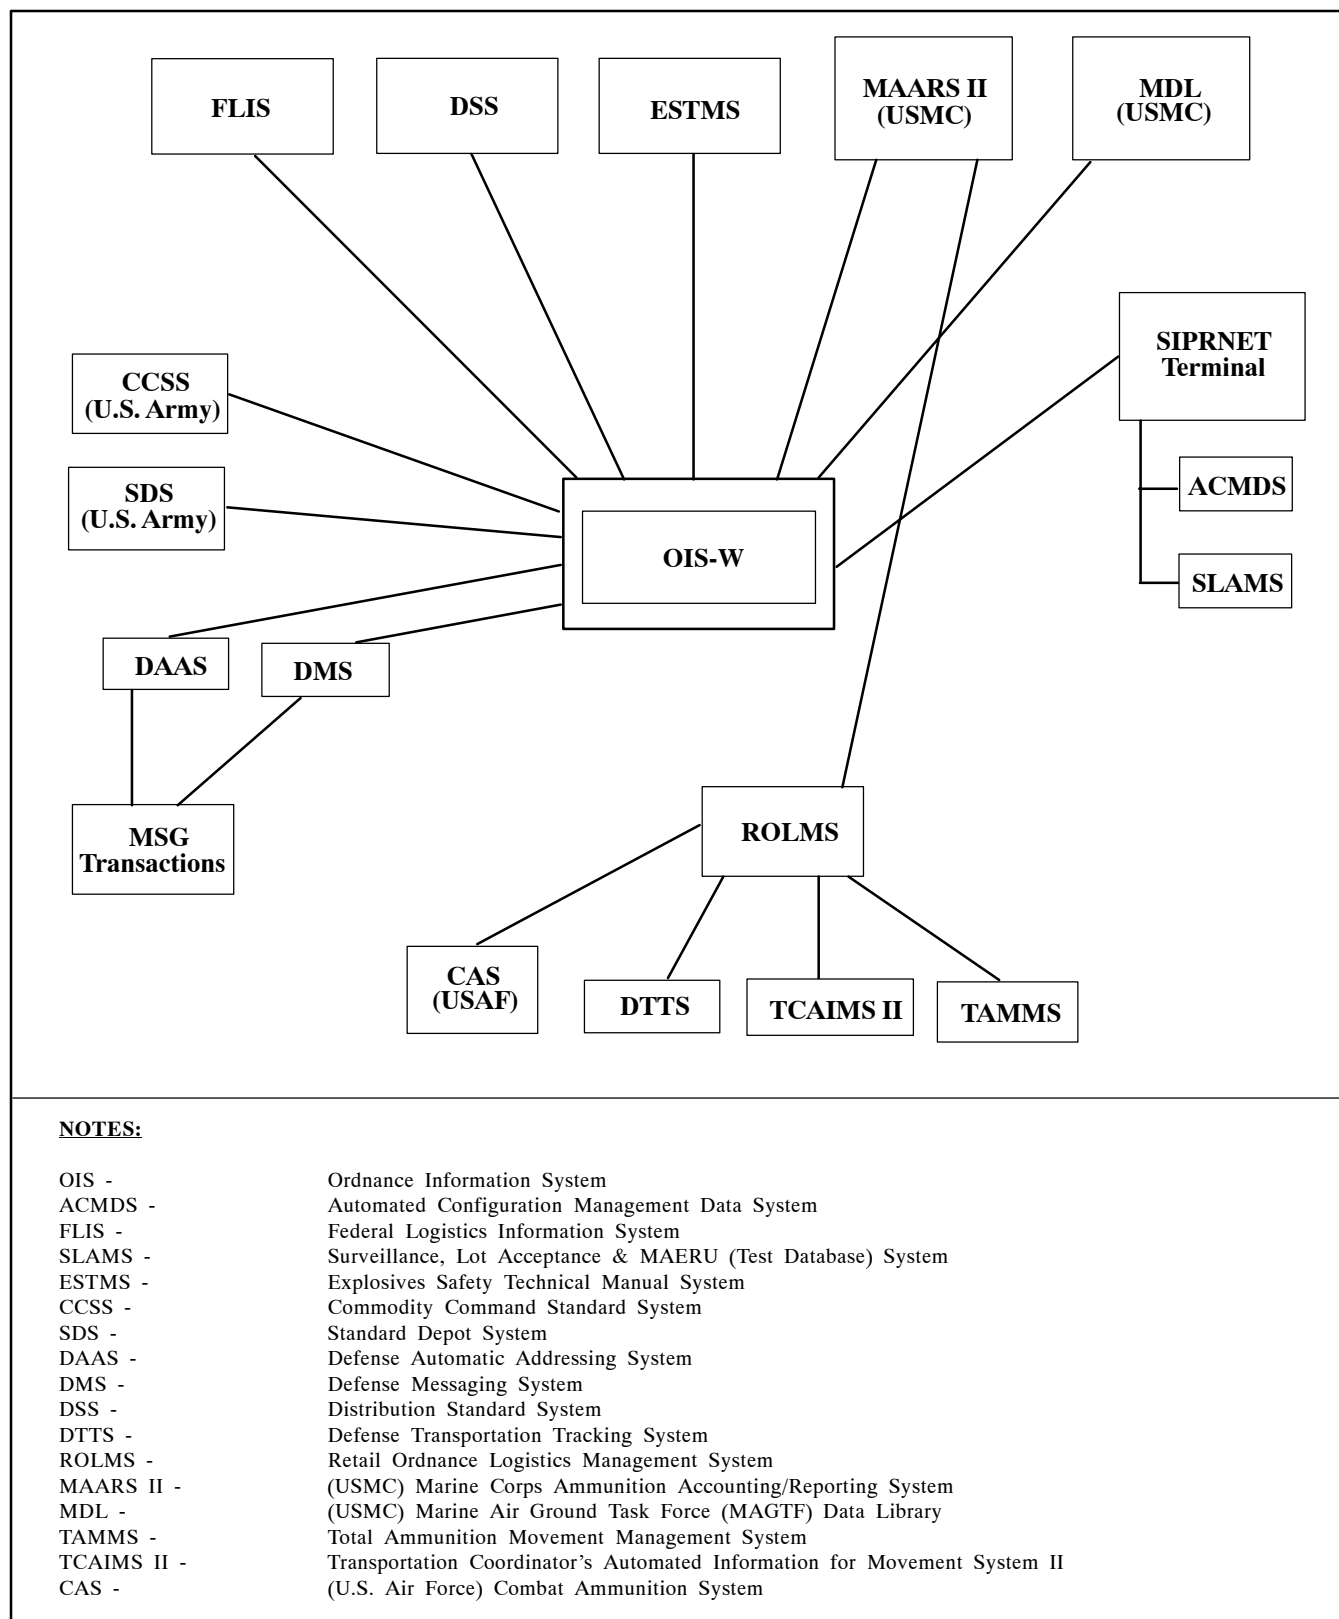 FLIS
DSS
ESTMS
MAARS II
(USMC)
MDL
(USMC)
SIPRNET
Terminal
CCSS
(U.S. Army)
ACMDS
SDS
(U.S. Army)
OIS-W
SLAMS
DAAS
DMS
MSG
Transactions
ROLMS
CAS
(USAF)
DTTS
TCAIMS II
TAMMS
NOTES:
OIS - Ordnance Information System
ACMDS - Automated Configuration Management Data System
FLIS - Federal Logistics Information System
SLAMS - Surveillance, Lot Acceptance & MAERU (Test Database) System
ESTMS - Explosives Safety Technical Manual System
CCSS - Commodity Command Standard System
SDS - Standard Depot System
DAAS - Defense Automatic Addressing System
DMS - Defense Messaging System
DSS - Distribution Standard System
DTTS - Defense Transportation Tracking System
ROLMS - Retail Ordnance Logistics Management System
MAARS II - (USMC) Marine Corps Ammunition Accounting/Reporting System
MDL - (USMC) Marine Air Ground Task Force (MAGTF) Data Library
TAMMS - Total Ammunition Movement Management System
TCAIMS II - Transportation Coordinator's Automated Information for Movement System II
CAS - (U.S. Air Force) Combat Ammunition System